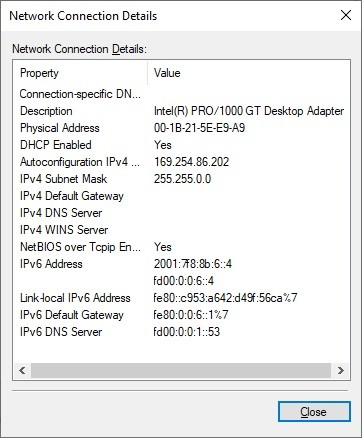 Network Connection Details
Network Connection Details:
Property Value
Connection-specific DN...
Description Intel(R) PRO/1000 GT Desktop Adapter
Physical Address 00-1B-21-5E-E9-A9
DHCP Enabled Yes
Autoconfiguration IPv4 ... 169.254.86.202
IPv4 Subnet Mask 255.255.0.0
IPv4 Default Gateway
IPv4 DNS Server
IPv4 WINS Server
NetBIOS over Tcpip En... Yes
IPv6 Address 2001:7f8:8b:6::4
fd00:0:0:6::4
Link-local IPv6 Address fe80::c953:a642:d49f:56ca%7
IPv6 Default Gateway fe80:0:0:6::1%7
IPv6 DNS Server fd00:0:0:1::53
Close